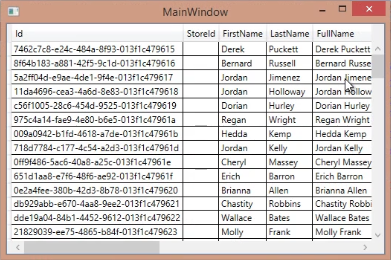 MainWindow
Id StoreId FirstName LastName FullName
7462c7c8-e24c-484a-8f93-013f1c479615 Derek Puckett Derek Puckett
8f64b183-a881-42f5-9c1d-013f1c479616 Bernard Russell Bernard Russe
5a2ff04d-e9ae-4de1-9f4e-013f1c479617 Jordan Jimenez Jordan Jimene
11da4696-cea3-4a6d-8e83-013f1c479618 Jordan Holloway Jordan Hollow
c56f1005-28c6-454d-9525-013f1c479619 Dorian Hurley Dorian Hurley
975c4a14-fae9-4e80-b6e5-013f1c47961a Regan Wright Regan Wright
009a0942-b1fd-4618-a7de-013f1c47961b Hedda Kemp Hedda Kemp
718d7784-c177-4c54-a2d3-013f1c47961d Jordan Kelly Jordan Kelly
0ff9f486-5ac6-40a8-a25c-013f1c47961e Cheryl Massey Cheryl Massey
651d1aa8-e7f6-48f6-ae92-013f1c47961f Erich Barron Erich Barron
0e2a4fee-380b-42d3-8b78-013f1c479620 Brianna Allen Brianna Allen
db929abb-e670-4aa8-9ee2-013f1c479621 Chastity Robbins Chastity Robbi
dde19a04-84b1-4452-9612-013f1c479622 Wallace Bates Wallace Bates
21829039-ee75-4865-b84f-013f1c479623 Molly Frank Molly Frank